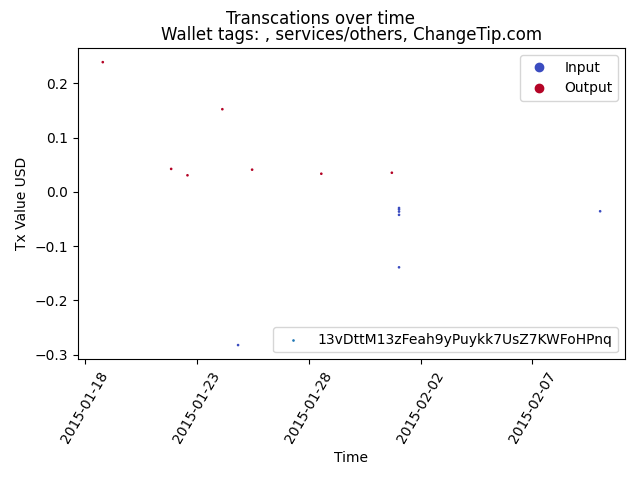 Transcations over time
Wallet tags: , services/others, ChangeTip.com
Input
Output
0.2
0.1
0.0
−0.1
−0.2
−0.3
Tx Value USD
13vDttM13zFeah9yPuykk7UsZ7KWFoHPnq
2015-01-18
2015-01-23
2015-01-28
2015-02-02
2015-02-07
Time